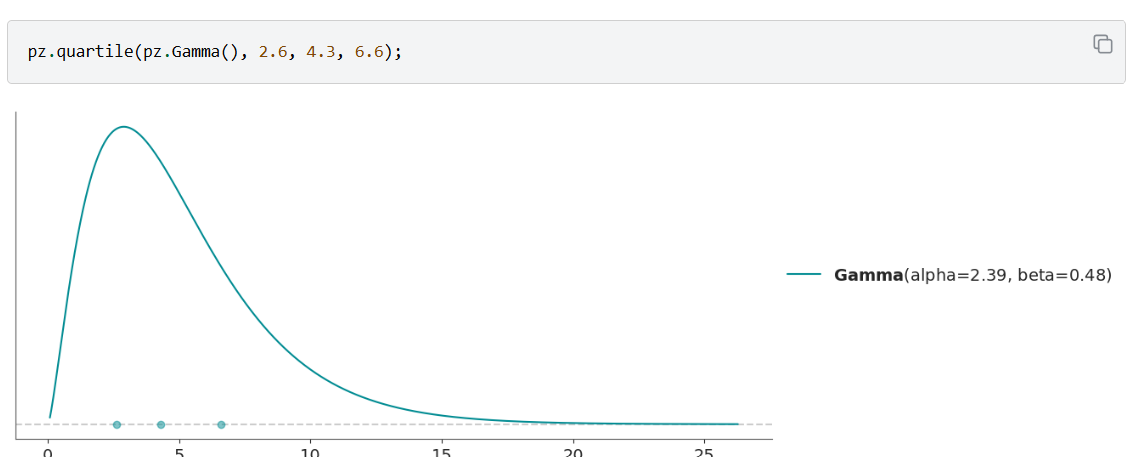 pz.quartile(pz.Gamma(), 2.6, 4.3, 6.6);
Gamma(alpha=2.39, beta=0.48)
0 5 10 15 20 25